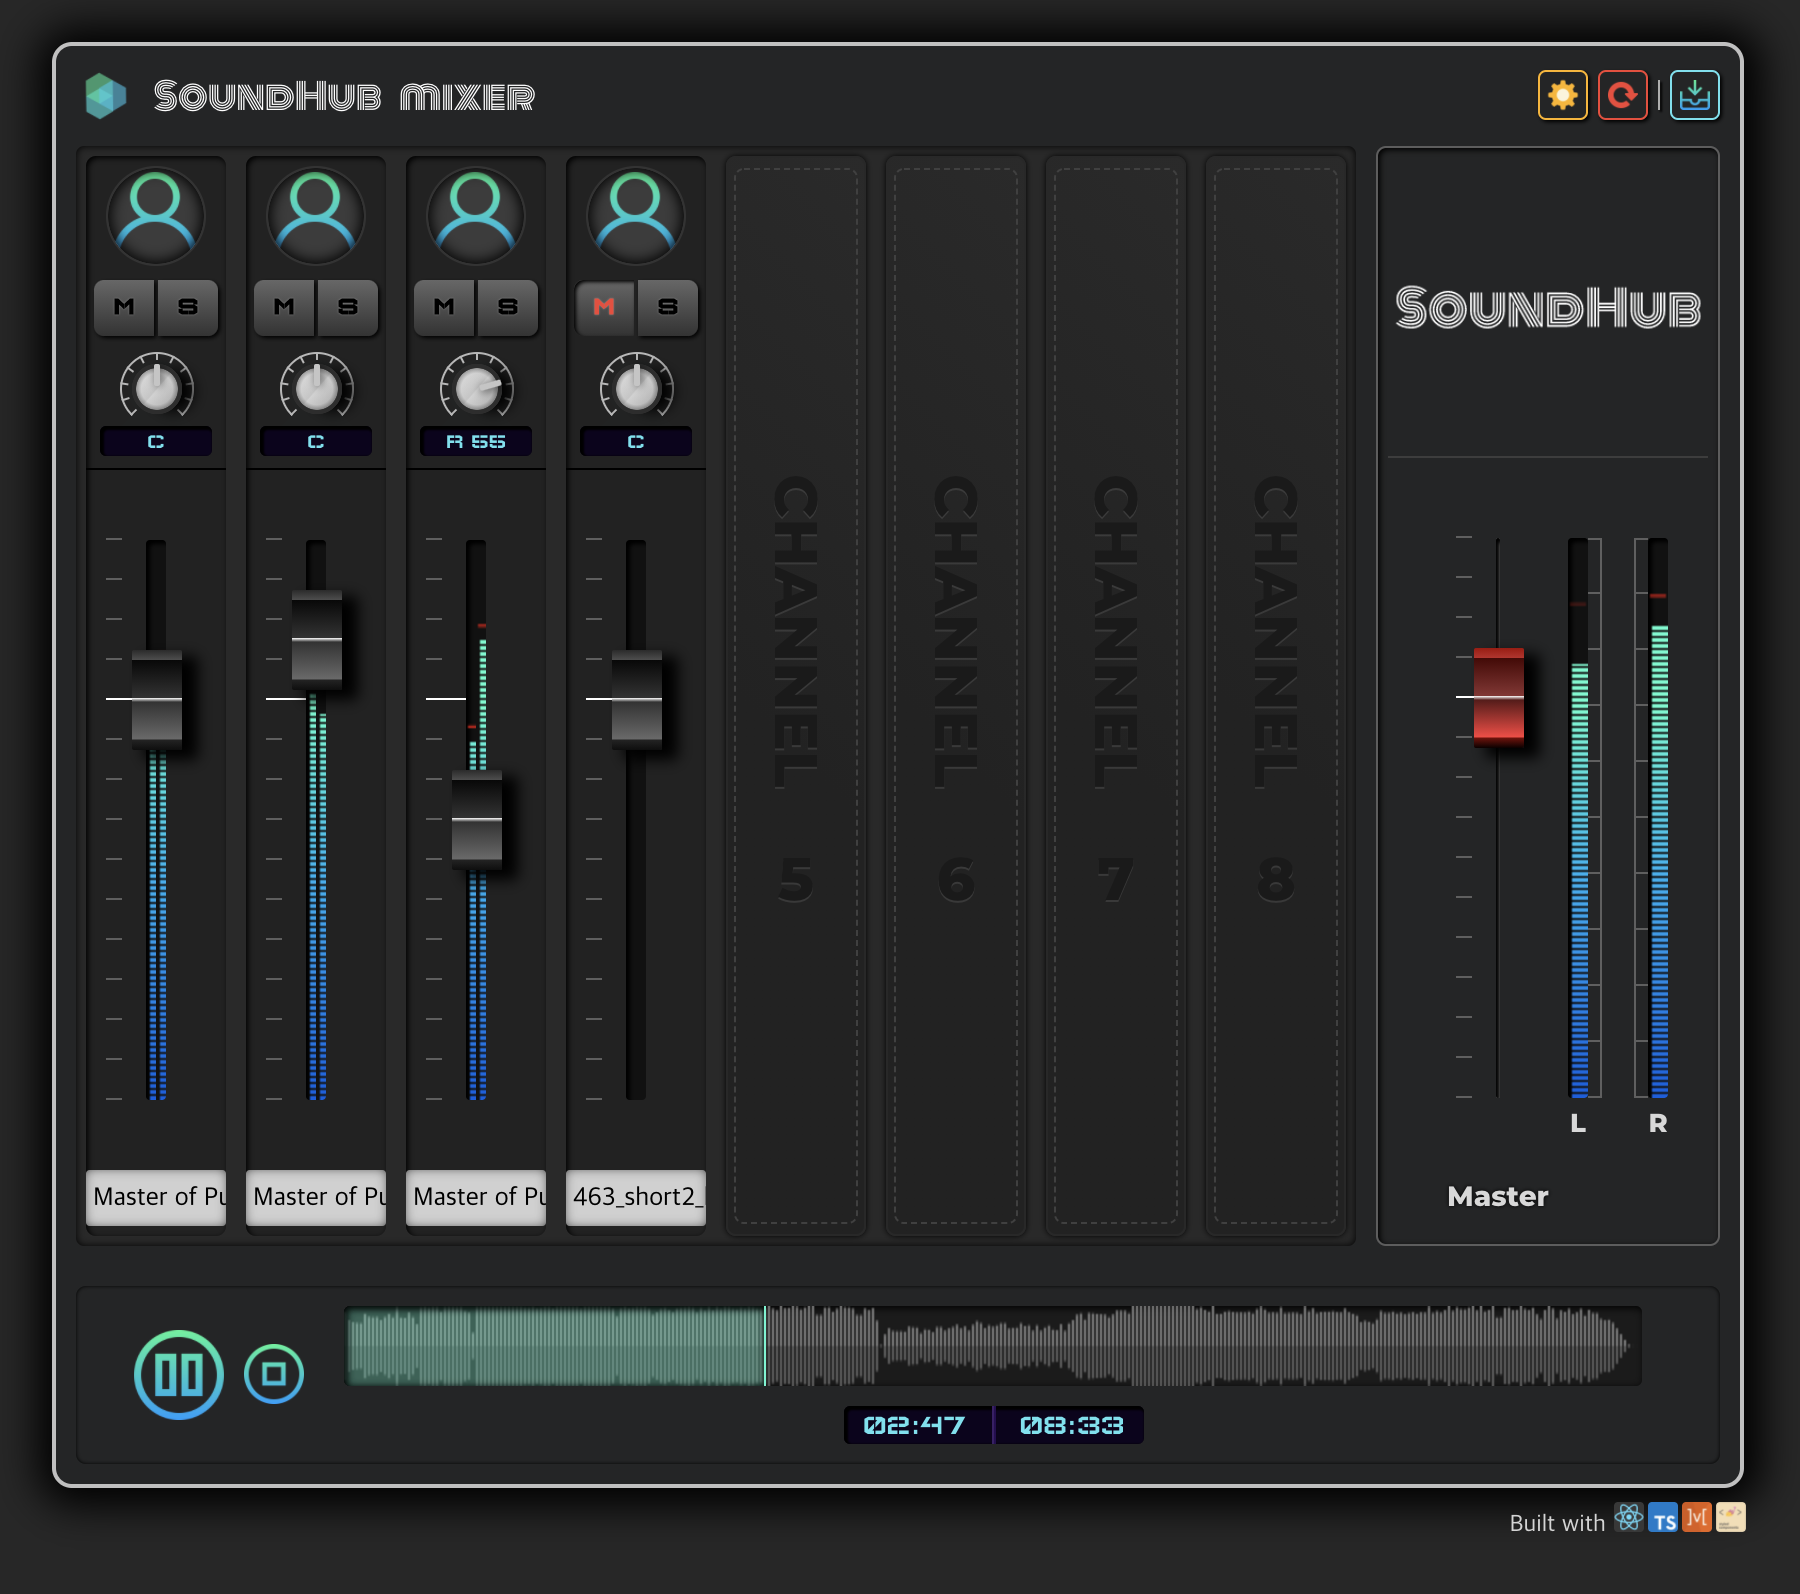 SOUNDHUB MIXER
M S M S M S M S
C C R 55 C
SOUNDHUB
CHANNEL 5
CHANNEL 6
CHANNEL 7
CHANNEL 8
L R
Master of Pu
Master of Pu
Master of Pu
463_short2_
Master
02:47 08:33
Built with TS ]v[